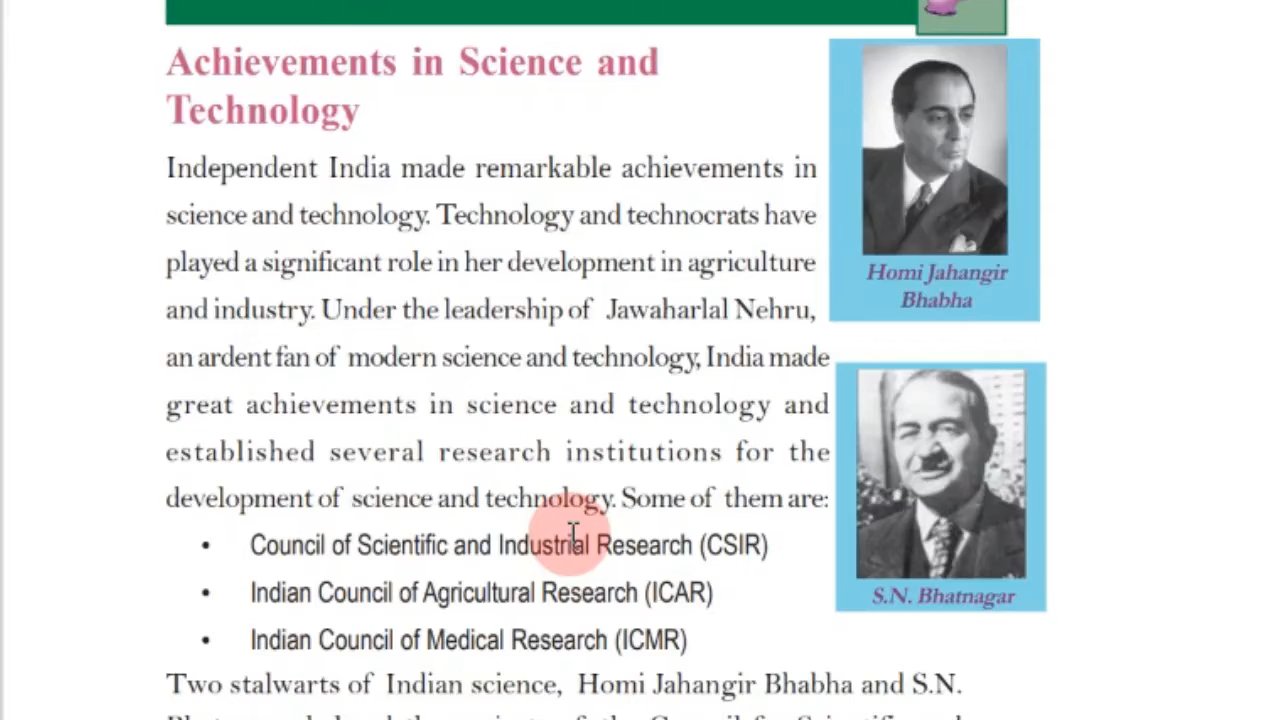 Achievements in Science and
Technology
Independent India made remarkable achievements in
science and technology. Technology and technocrats have
played a significant role in her development in agriculture
and industry. Under the leadership of Jawaharlal Nehru,
an ardent fan of modern science and technology, India made
great achievements in science and technology and
established several research institutions for the
development of science and technology. Some of them are:
• Council of Scientific and Industrial Research (CSIR)
• Indian Council of Agricultural Research (ICAR)
• Indian Council of Medical Research (ICMR)
Two stalwarts of Indian science, Homi Jahangir Bhabha and S.N.
Homi Jahangir
Bhabha
S.N. Bhatnagar